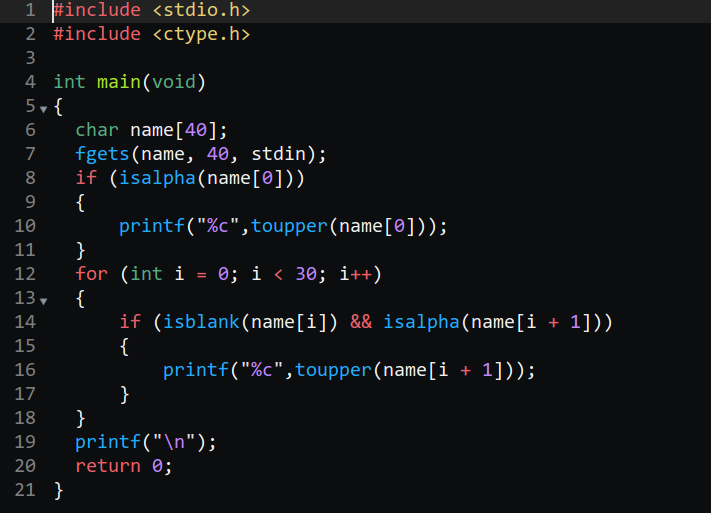 1 #include <stdio.h>
2 #include <ctype.h>
3
4 int main(void)
5 {
6   char name[40];
7   fgets(name, 40, stdin);
8   if (isalpha(name[0]))
9   {
10       printf("%c",toupper(name[0]));
11   }
12   for (int i = 0; i < 30; i++)
13   {
14       if (isblank(name[i]) && isalpha(name[i + 1]))
15       {
16           printf("%c",toupper(name[i + 1]));
17       }
18   }
19   printf("\n");
20   return 0;
21 }